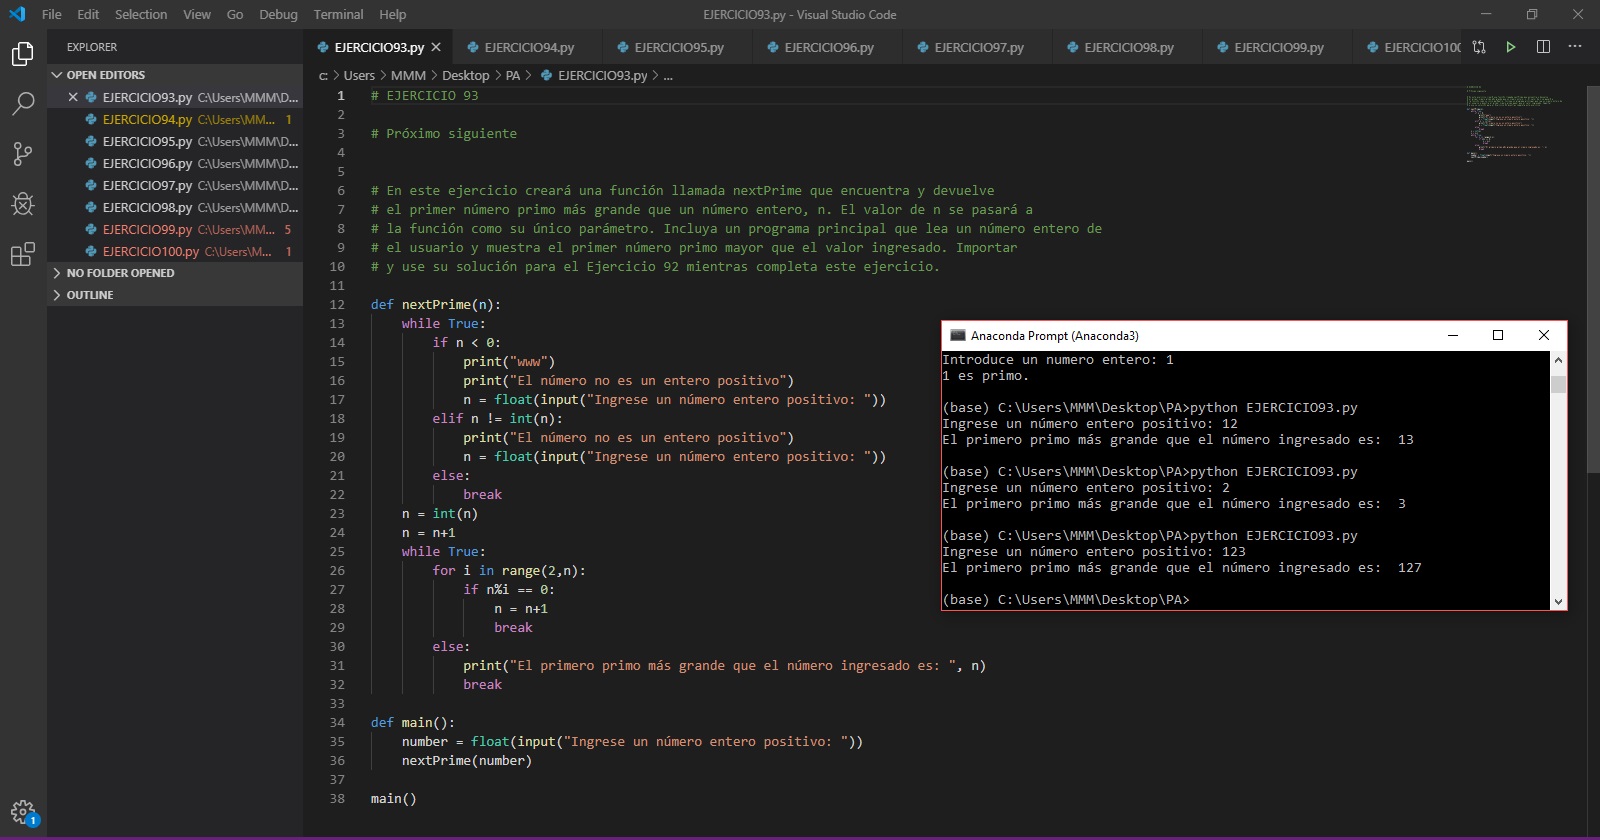 File Edit Selection View Go Debug Terminal Help
EJERCICIO93.py - Visual Studio Code
EXPLORER
OPEN EDITORS
EJERCICIO93.py C:\Users\MMM\D...
EJERCICIO94.py C:\Users\MM... 1
EJERCICIO95.py C:\Users\MMM\D...
EJERCICIO96.py C:\Users\MMM\D...
EJERCICIO97.py C:\Users\MMM\D...
EJERCICIO98.py C:\Users\MMM\D...
EJERCICIO99.py C:\Users\MM... 5
EJERCICIO100.py C:\Users\M... 1
NO FOLDER OPENED
OUTLINE
1
EJERCICIO93.py EJERCICIO94.py EJERCICIO95.py EJERCICIO96.py EJERCICIO97.py EJERCICIO98.py EJERCICIO99.py EJERCICIO100
c: > Users > MMM > Desktop > PA > EJERCICIO93.py > ...
1 # EJERCICIO 93
2
3 # Próximo siguiente
4
5
6 # En este ejercicio creará una función llamada nextPrime que encuentra y devuelve
7 # el primer número primo más grande que un número entero, n. El valor de n se pasará a
8 # la función como su único parámetro. Incluya un programa principal que lea un número entero de
9 # el usuario y muestra el primer número primo mayor que el valor ingresado. Importar
10 # y use su solución para el Ejercicio 92 mientras completa este ejercicio.
11
12 def nextPrime(n):
13     while True:
14         if n < 0:
15             print("www")
16             print("El número no es un entero positivo")
17             n = float(input("Ingrese un número entero positivo: "))
18         elif n != int(n):
19             print("El número no es un entero positivo")
20             n = float(input("Ingrese un número entero positivo: "))
21         else:
22             break
23     n = int(n)
24     n = n+1
25     while True:
26         for i in range(2,n):
27             if n%i == 0:
28                 n = n+1
29                 break
30         else:
31             print("El primero primo más grande que el número ingresado es: ", n)
32             break
33
34 def main():
35     number = float(input("Ingrese un número entero positivo: "))
36     nextPrime(number)
37
38 main()
Anaconda Prompt (Anaconda3)
Introduce un numero entero: 1
1 es primo.
(base) C:\Users\MMM\Desktop\PA>python EJERCICIO93.py
Ingrese un número entero positivo: 12
El primero primo más grande que el número ingresado es:  13
(base) C:\Users\MMM\Desktop\PA>python EJERCICIO93.py
Ingrese un número entero positivo: 2
El primero primo más grande que el número ingresado es:  3
(base) C:\Users\MMM\Desktop\PA>python EJERCICIO93.py
Ingrese un número entero positivo: 123
El primero primo más grande que el número ingresado es:  127
(base) C:\Users\MMM\Desktop\PA>